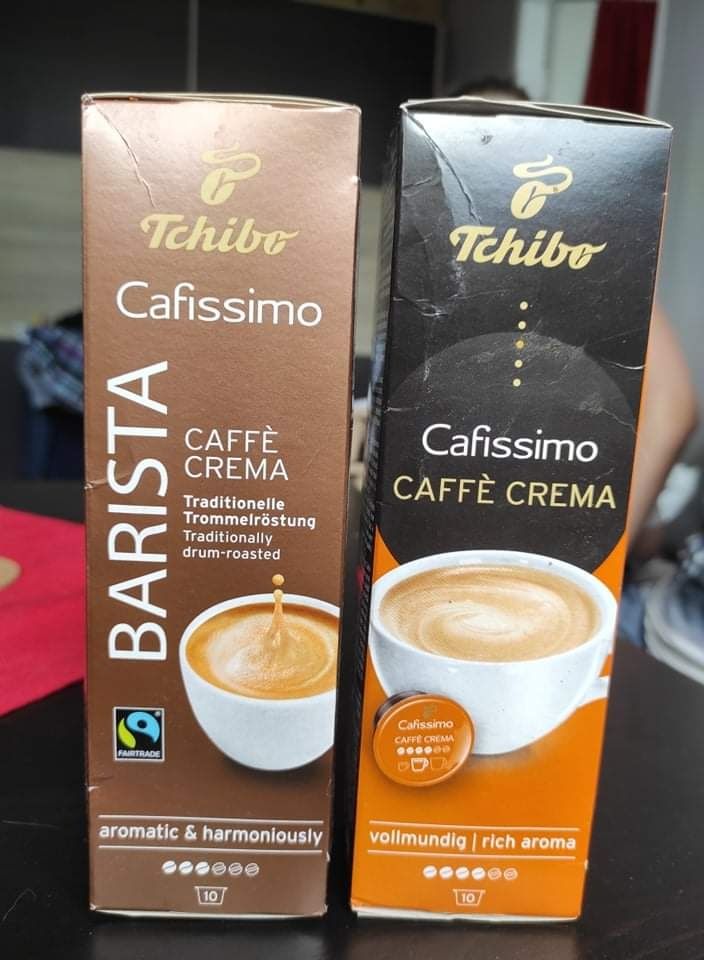 Tchibo
Cafissimo
BARISTA
CAFFÈ
CREMA
Traditionelle
Trommelröstung
Traditionally
drum-roasted
FAIRTRADE
aromatic & harmoniously
10
Tchibo
Cafissimo
CAFFÈ CREMA
Cafissimo
CAFFÈ CREMA
vollmundig | rich aroma
10